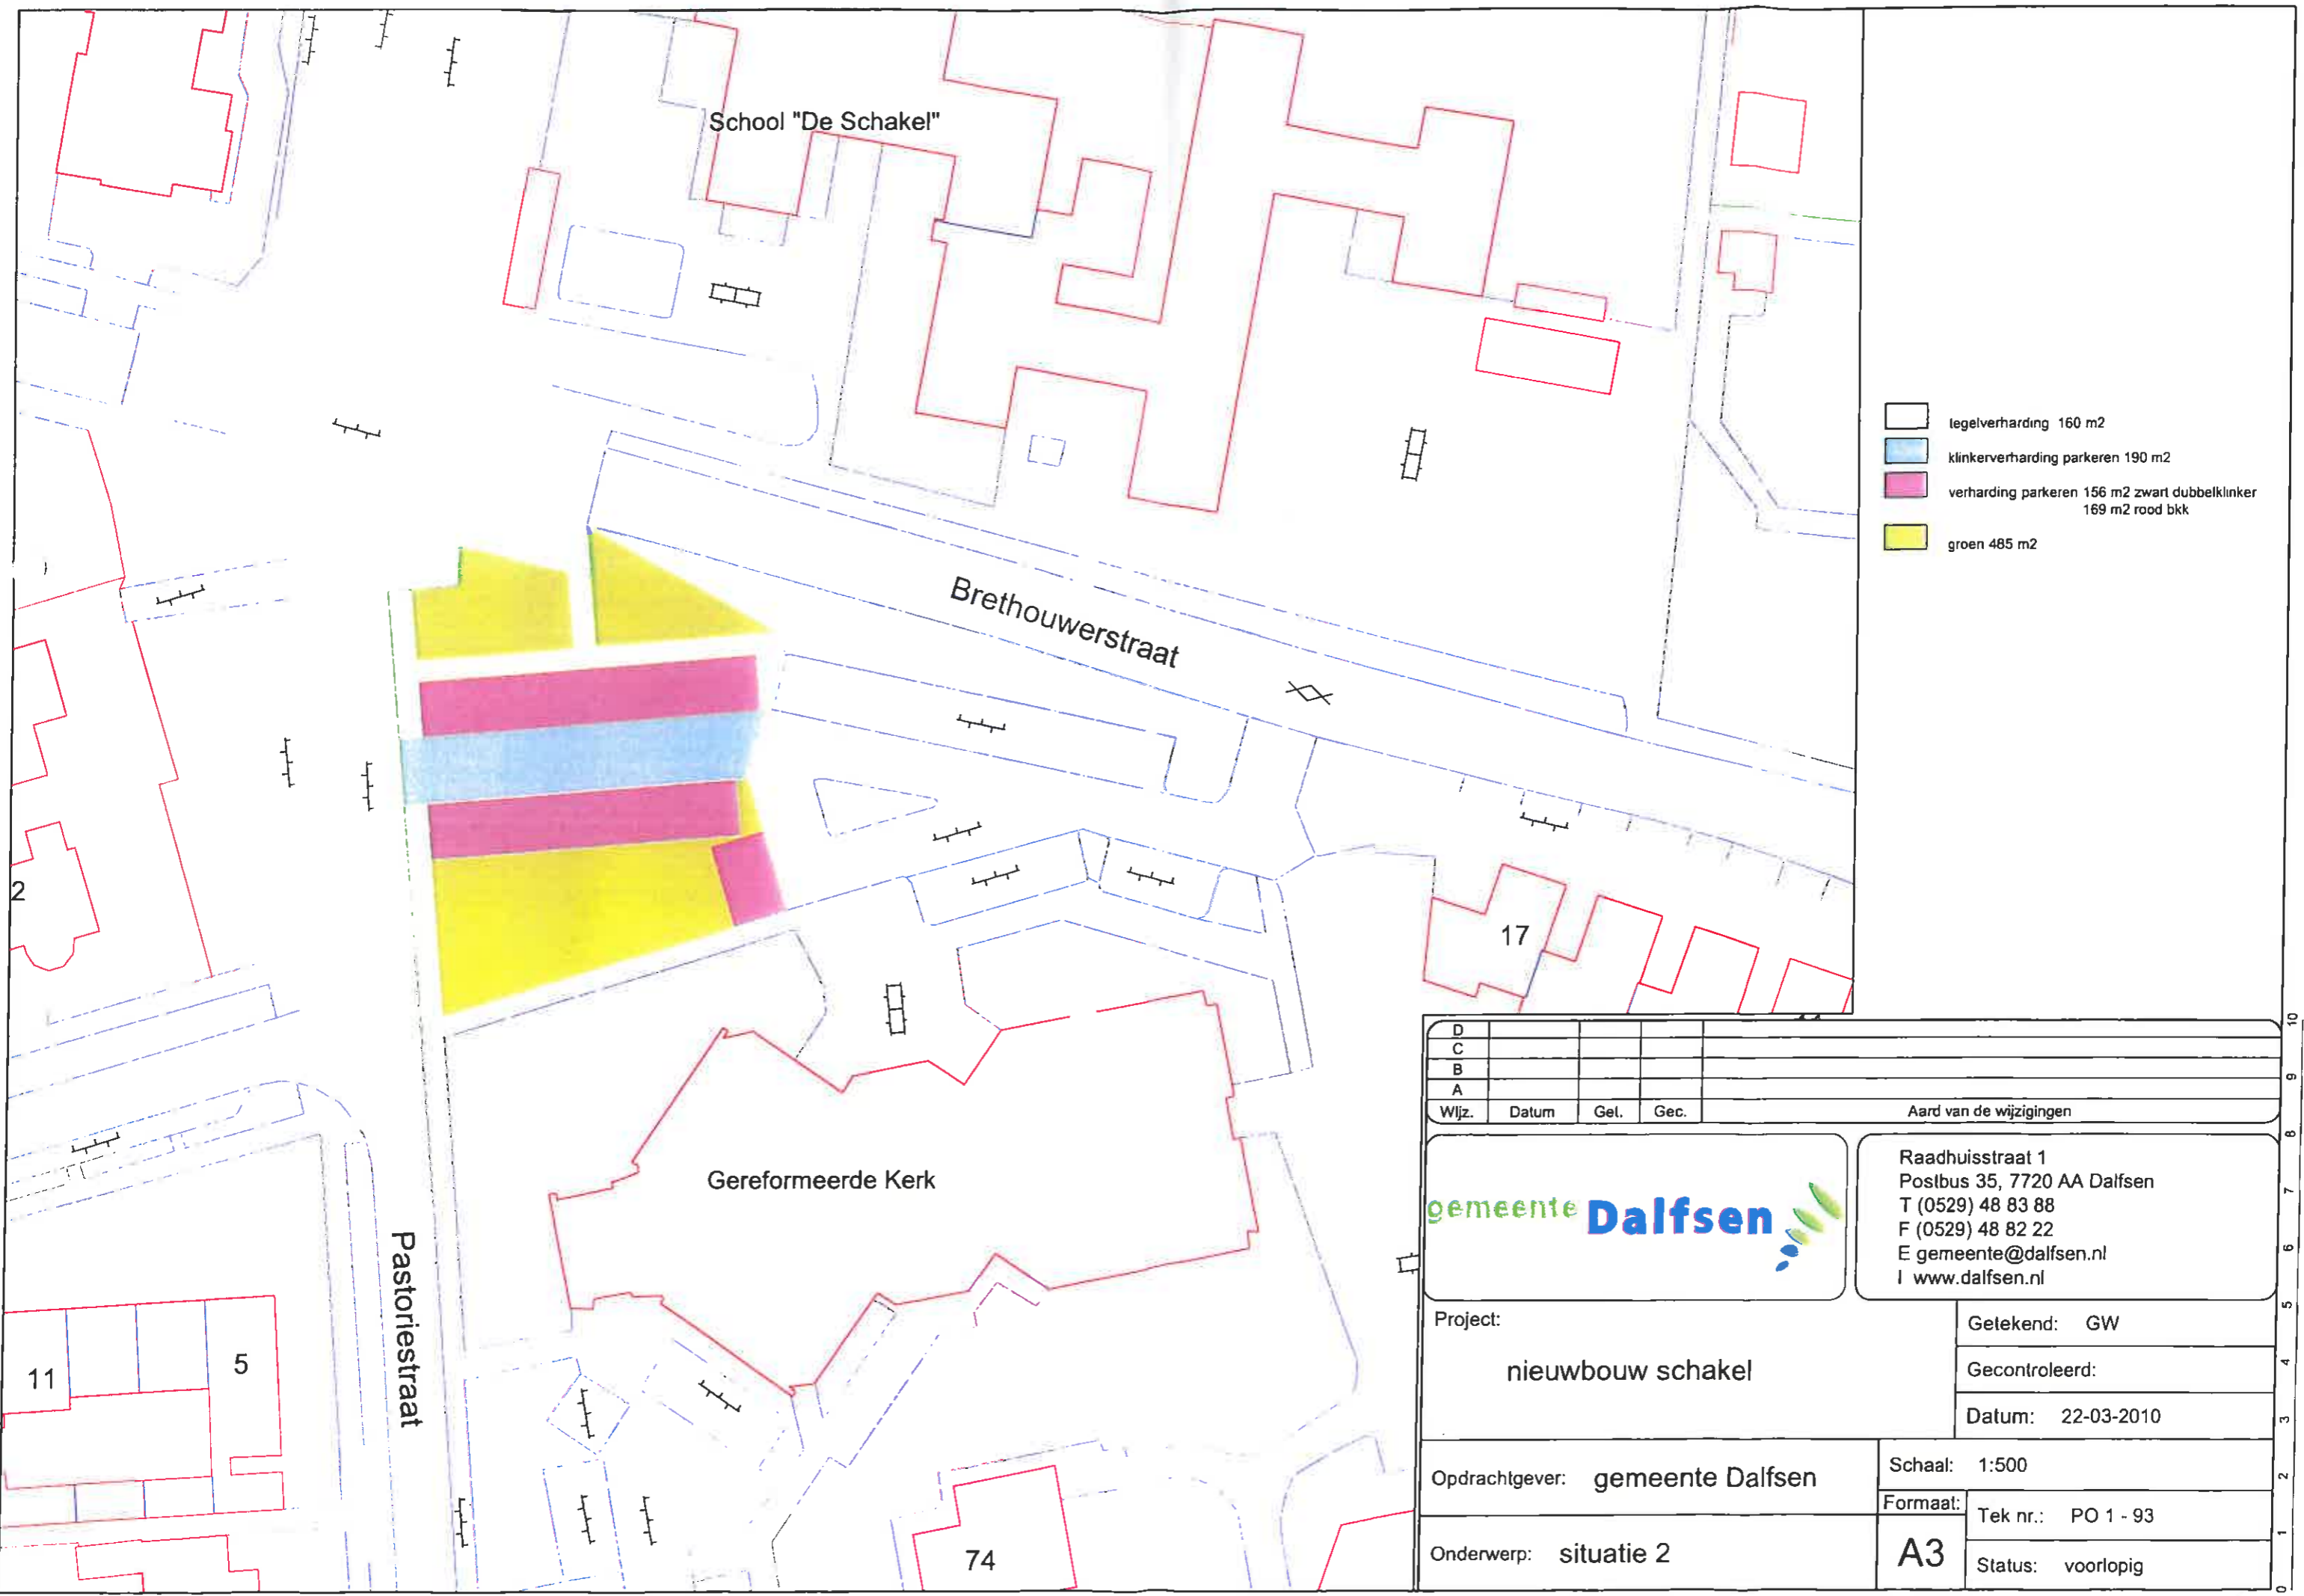 School "De Schakel"
tegelverharding 160 m2
klinkerverharding parkeren 190 m2
verharding parkeren 156 m2 zwart dubbelklinker
169 m2 rood bkk
groen 485 m2
Brethouwerstraat
2
17
Gereformeerde Kerk
Pastoriestraat
11
5
74
D
C
B
A
Wijz. Datum Get. Gec. Aard van de wijzigingen
gemeente Dalfsen
Raadhuisstraat 1
Postbus 35, 7720 AA Dalfsen
T (0529) 48 83 88
F (0529) 48 82 22
E gemeente@dalfsen.nl
I www.dalfsen.nl
Project:
nieuwbouw schakel
Getekend: GW
Gecontroleerd:
Datum: 22-03-2010
Opdrachtgever: gemeente Dalfsen
Schaal: 1:500
Formaat:
A3
Tek nr.: PO 1 - 93
Onderwerp: situatie 2
Status: voorlopig
10
9
8
7
6
5
4
3
2
1
0